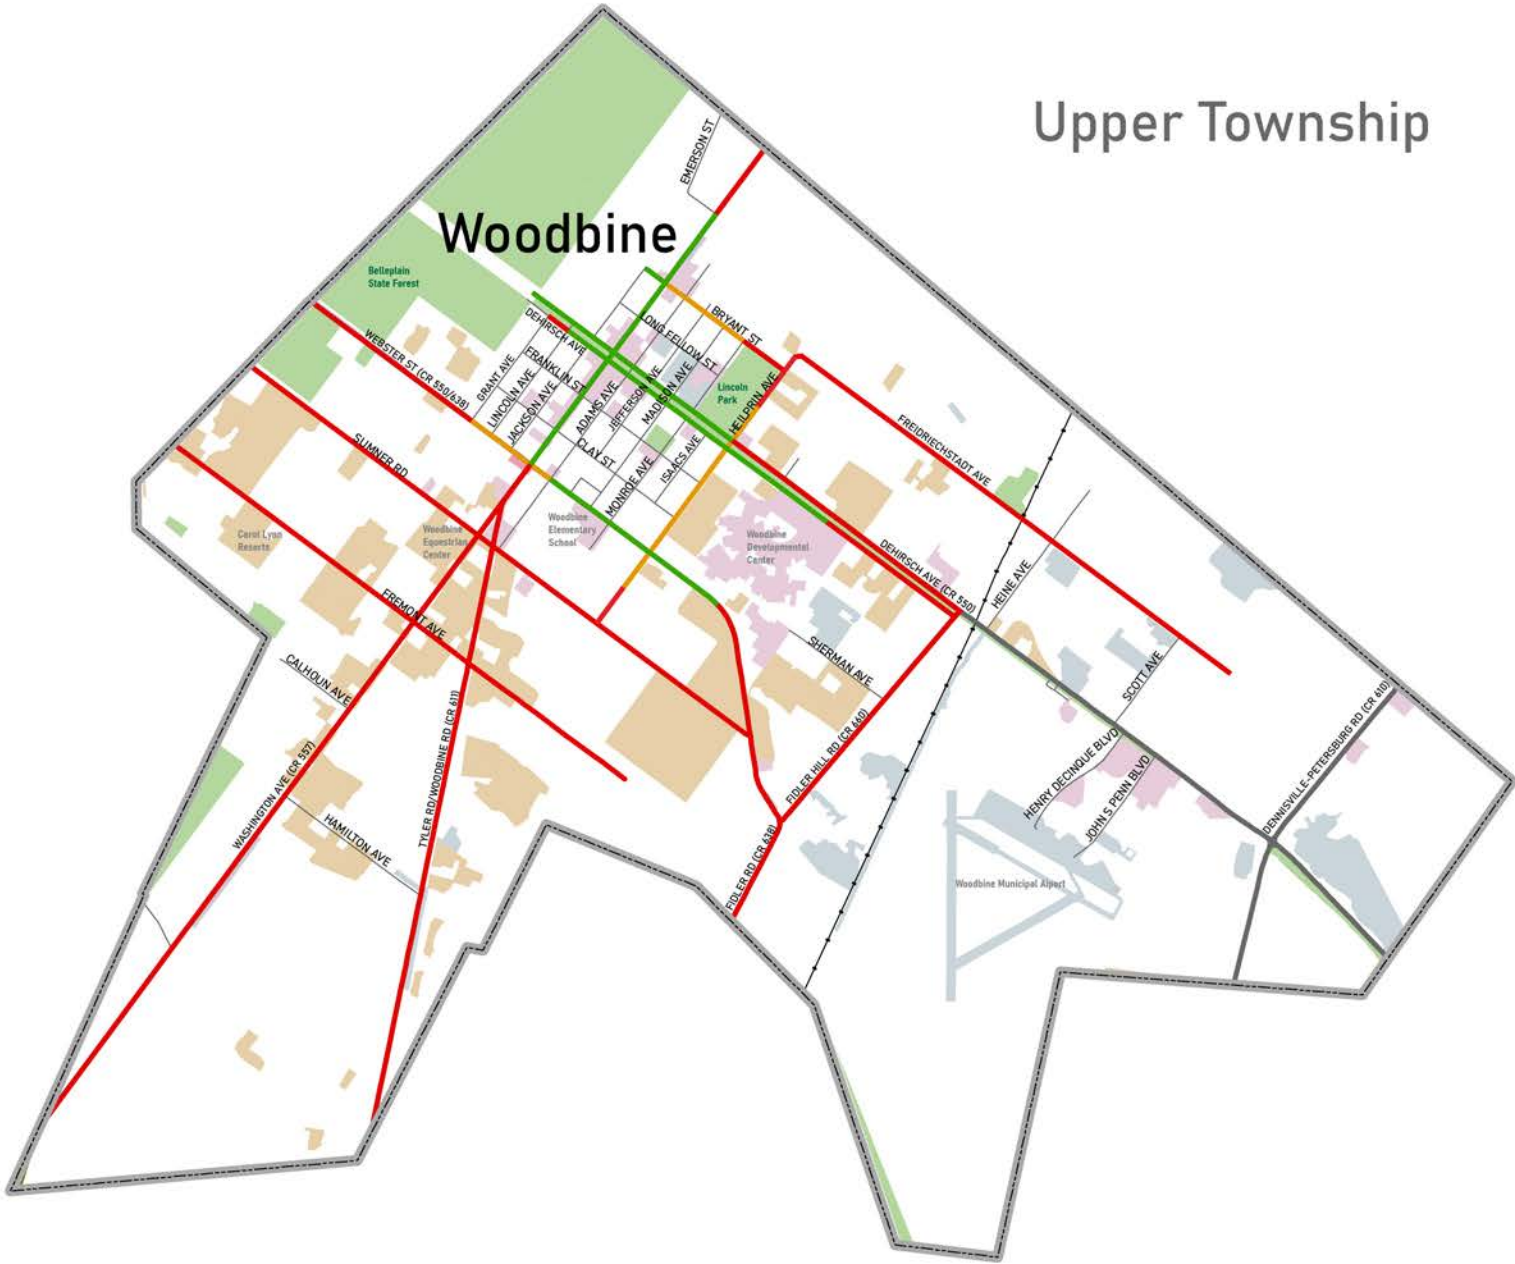 Upper Township
EMERSON ST
Woodbine
Belleplain
State Forest
DEHIRSCH AVE
LONG FELLOW ST
BRYANT ST
WEBSTER ST (CR 550/638)
GRANT AVE
FRANKLIN ST
LINCOLN AVE
JACKSON AVE
ADAMS AVE
JEFFERSON AVE
MADISON AVE
Lincoln
Park
HEILPRIN AVE
SUMNER RD
CLAY ST
MONROE AVE
ISAACS AVE
FREIDRIECHSTADT AVE
Carol Lynn
Resorts
Woodbine
Equestrian
Center
Woodbine
Elementary
School
Woodbine
Developmental
Center
DEHIRSCH AVE (CR 550)
HEINE AVE
FREMONT AVE
CALHOUN AVE
SHERMAN AVE
SCOTT AVE
WASHINGTON AVE (CR 557)
TYLER RD/WOODBINE RD (CR 611)
FIDLER HILL RD (CR 660)
HENRY DECINQUE BLVD
JOHN S PENN BLVD
DENNISVILLE-PETERSBURG RD (CR 610)
HAMILTON AVE
FIDLER RD (CR 638)
Woodbine Municipal Aiport